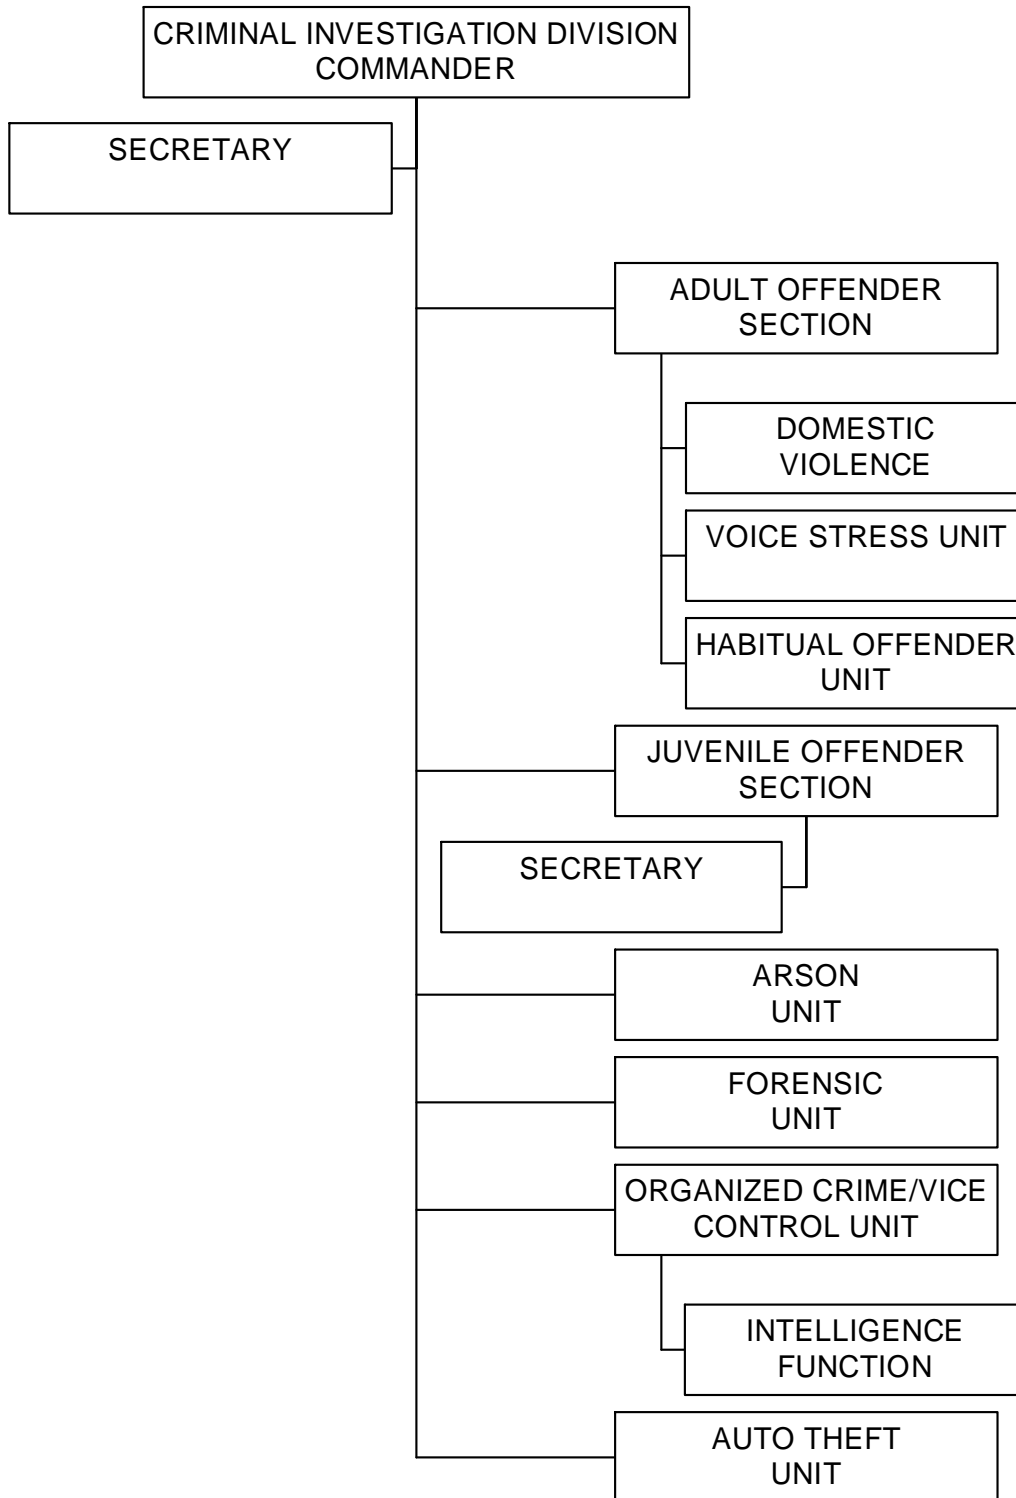 CRIMINAL INVESTIGATION DIVISION
COMMANDER
SECRETARY
ADULT OFFENDER
SECTION
DOMESTIC
VIOLENCE
VOICE STRESS UNIT
HABITUAL OFFENDER
UNIT
JUVENILE OFFENDER
SECTION
SECRETARY
ARSON
UNIT
FORENSIC
UNIT
ORGANIZED CRIME/VICE
CONTROL UNIT
INTELLIGENCE
FUNCTION
AUTO THEFT
UNIT